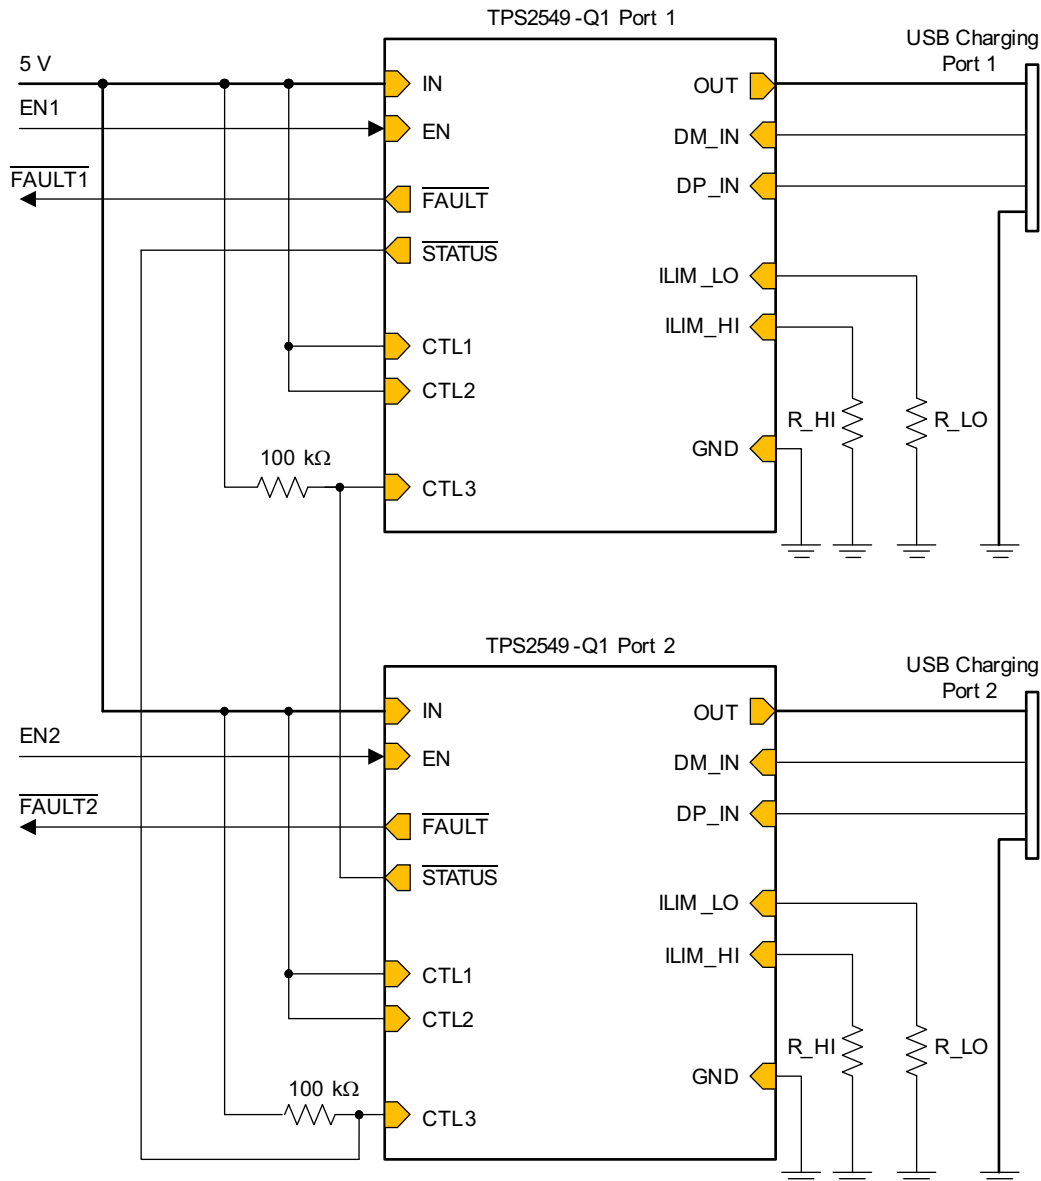 TPS2549-Q1 Port 1
USB Charging
Port 1
5 V
IN
OUT
EN1
EN
DM_IN
FAULT1
FAULT
DP_IN
STATUS
ILIM_LO
ILIM_HI
CTL1
CTL2
R_HI
R_LO
GND
100 kΩ
CTL3
TPS2549-Q1 Port 2
USB Charging
Port 2
IN
OUT
EN2
EN
DM_IN
FAULT2
FAULT
DP_IN
STATUS
ILIM_LO
ILIM_HI
CTL1
CTL2
R_HI
R_LO
GND
100 kΩ
CTL3